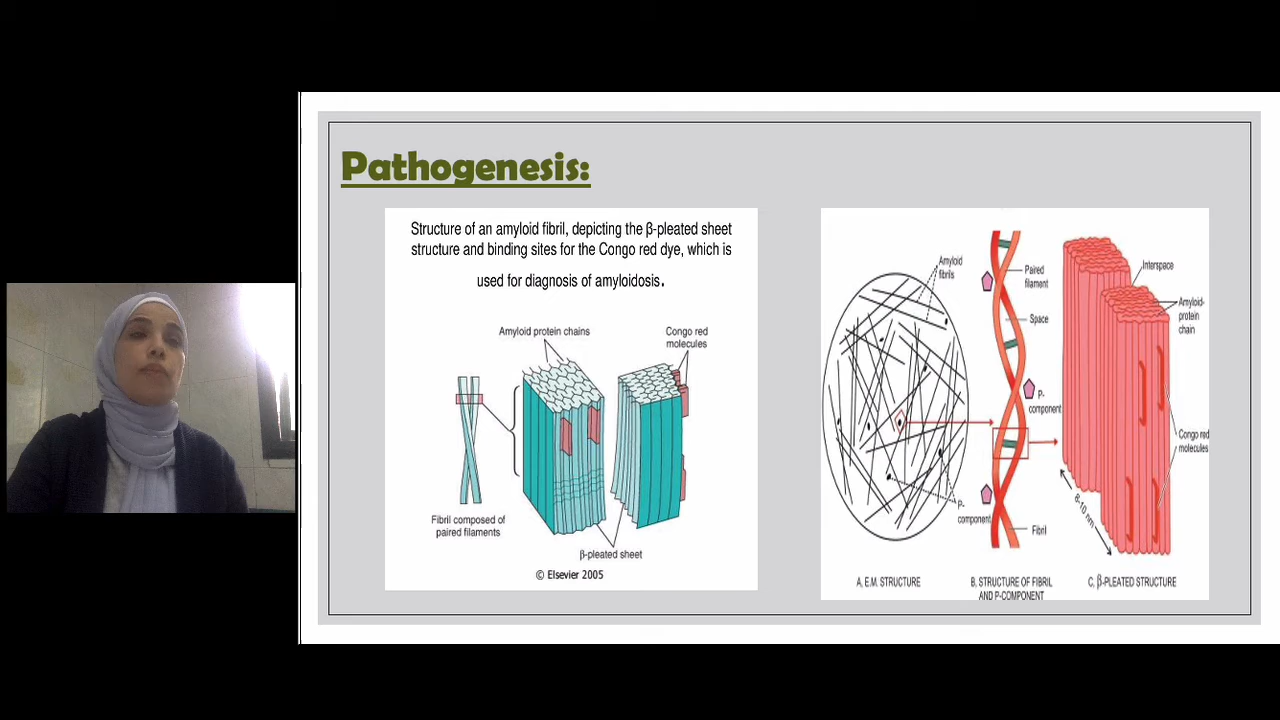 Pathogenesis:
Structure of an amyloid fibril, depicting the β-pleated sheet
structure and binding sites for the Congo red dye, which is
used for diagnosis of amyloidosis.
Amyloid protein chains
Congo red
molecules
Fibril composed of
paired filaments
β-pleated sheet
© Elsevier 2005
Amyloid
fibrils
P-
component
A, E.M. STRUCTURE
Paired
filament
Space
P-
component
Fibril
B, STRUCTURE OF FIBRIL
AND P-COMPONENT
Interspace
Amyloid-
protein
chain
Congo red
molecules
8-10 nm
C, β-PLEATED STRUCTURE